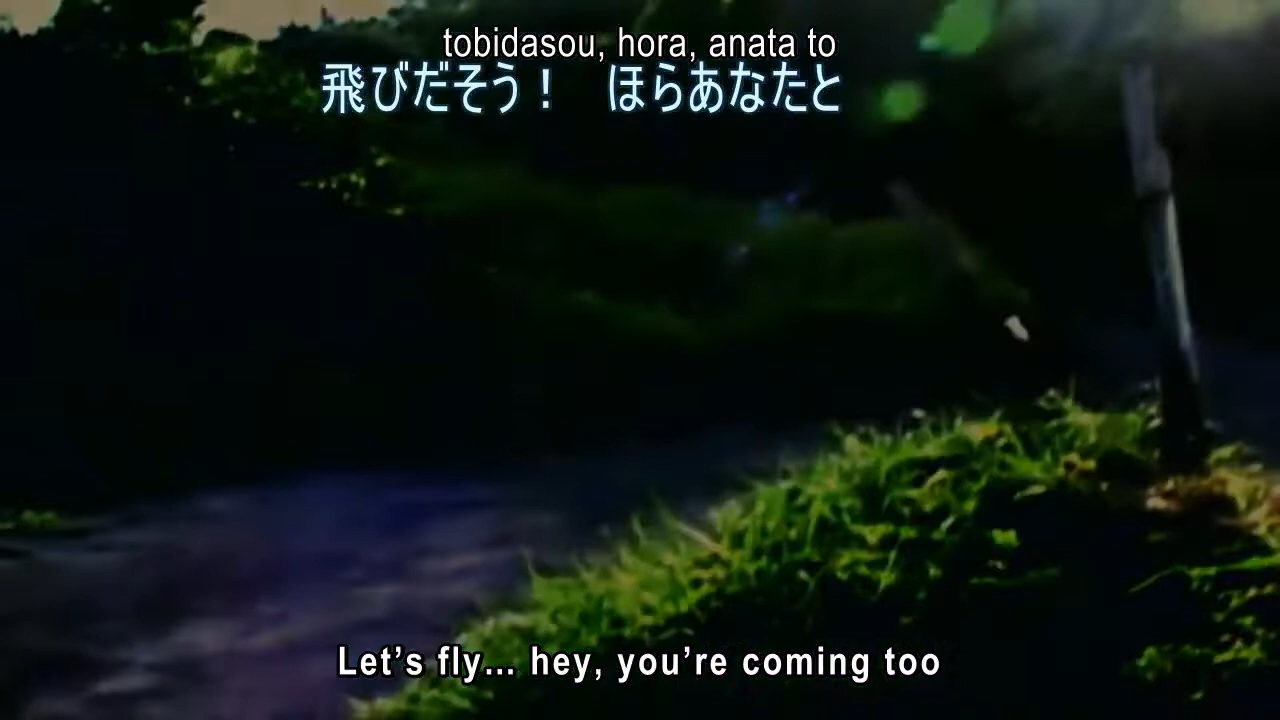 tobidasou, hora, anata to
飛びだそう！　ほらあなたと
Let’s fly... hey, you’re coming too